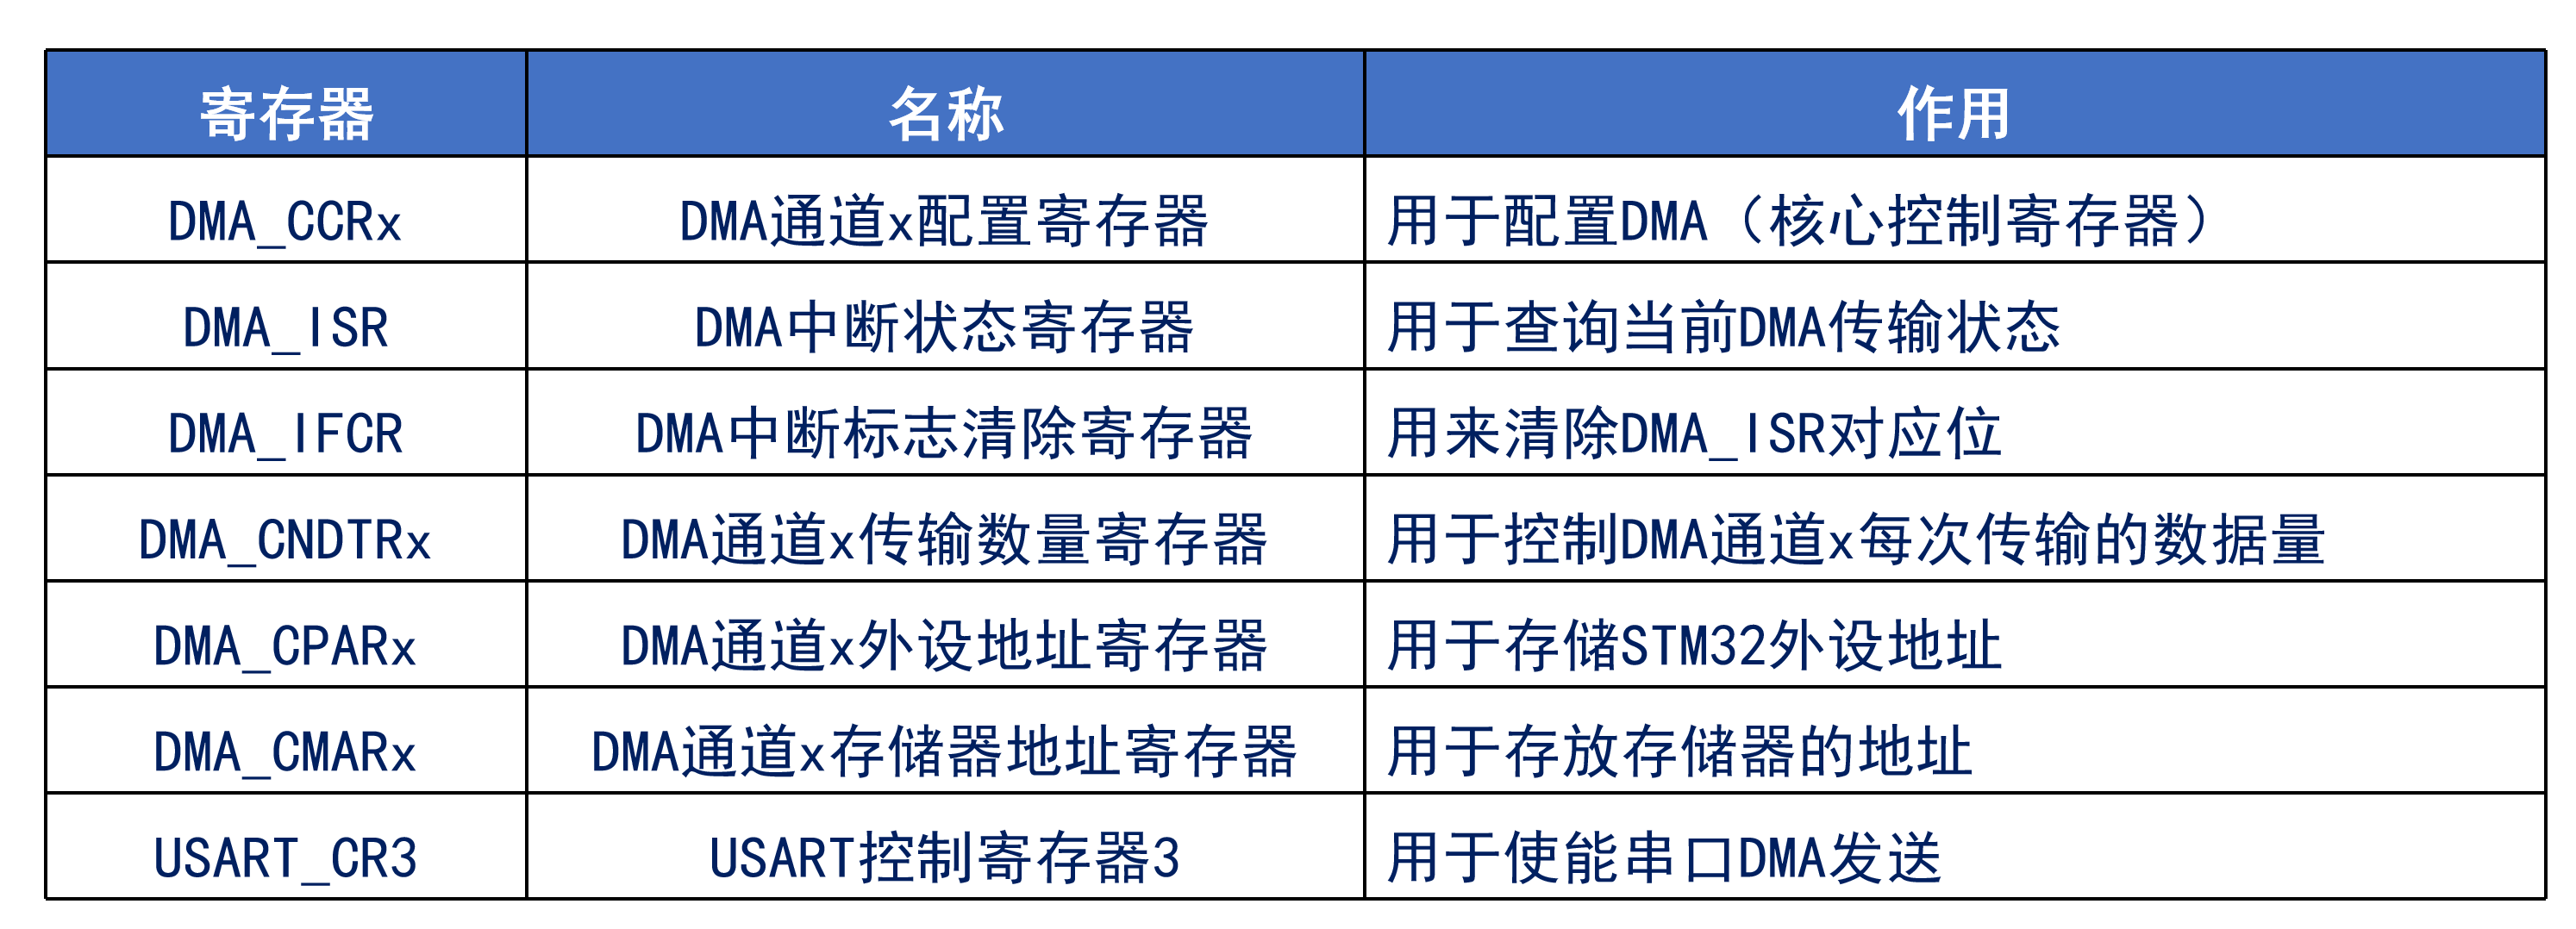 寄存器 名称 作用
DMA_CCRx DMA通道x配置寄存器 用于配置DMA（核心控制寄存器）
DMA_ISR DMA中断状态寄存器 用于查询当前DMA传输状态
DMA_IFCR DMA中断标志清除寄存器 用来清除DMA_ISR对应位
DMA_CNDTRx DMA通道x传输数量寄存器 用于控制DMA通道x每次传输的数据量
DMA_CPARx DMA通道x外设地址寄存器 用于存储STM32外设地址
DMA_CMARx DMA通道x存储器地址寄存器 用于存放存储器的地址
USART_CR3 USART控制寄存器3 用于使能串口DMA发送